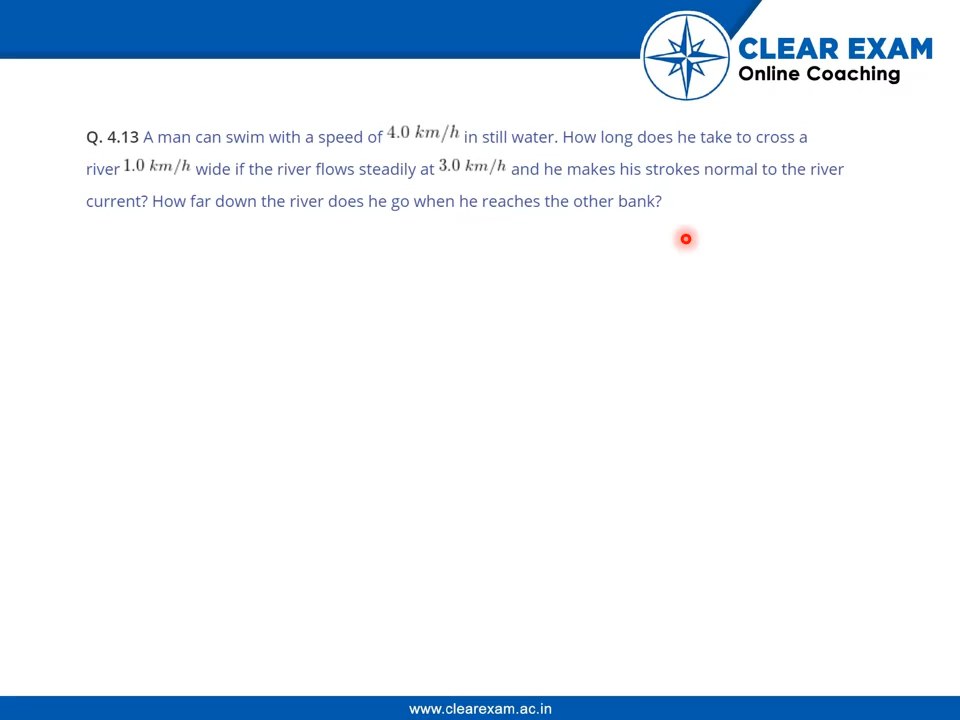 CLEAR EXAM
Online Coaching
Q. 4.13 A man can swim with a speed of 4.0 km/h in still water. How long does he take to cross a
river 1.0 km/h wide if the river flows steadily at 3.0 km/h and he makes his strokes normal to the river
current? How far down the river does he go when he reaches the other bank?
www.clearexam.ac.in